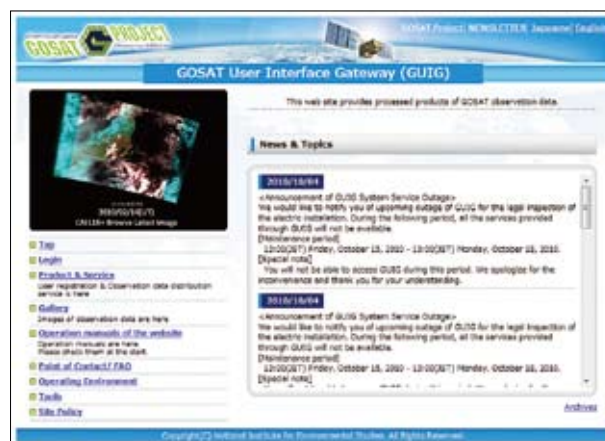 GOSAT PROJECT
GOSAT Project| NEWSLETTER Japanese| English
GOSAT User Interface Gateway (GUIG)
This web site provides processed products of GOSAT observation data.
News & Topics
2010/10/04
<Announcement of GUIG System Service Outage>
We would like to notify you of upcoming outage of GUIG for the legal inspection of
the electric installation. During the following period, all the services provided
through GUIG will not be available.
[Maintenance period]
13:00(JST) Friday, October 15, 2010 - 13:00(JST) Monday, October 18, 2010.
[Special note]
You will not be able to access GUIG during this period. We apologize for the
inconvenience and thank you for your understanding.
2010/10/04
<Announcement of GUIG System Service Outage>
We would like to notify you of upcoming outage of GUIG for the legal inspection of
the electric installation. During the following period, all the services provided
through GUIG will not be available.
[Maintenance period]
13:00(JST) Friday, October 15, 2010 - 13:00(JST) Monday, October 18, 2010.
[Special note]
Archives
CAI L1B+ Browse Latest Image
Top
Login
Product & Service
User registration & Observation data distribution
service is here
Gallery
Images of observation data are here
Operation manuals of the website
Operation manuals are here.
Please check them at the start.
Point of Contact/ FAQ
Operating Environment
Tools
Site Policy
Copyright(C) National Institute for Environmental Studies. All Rights Reserved.